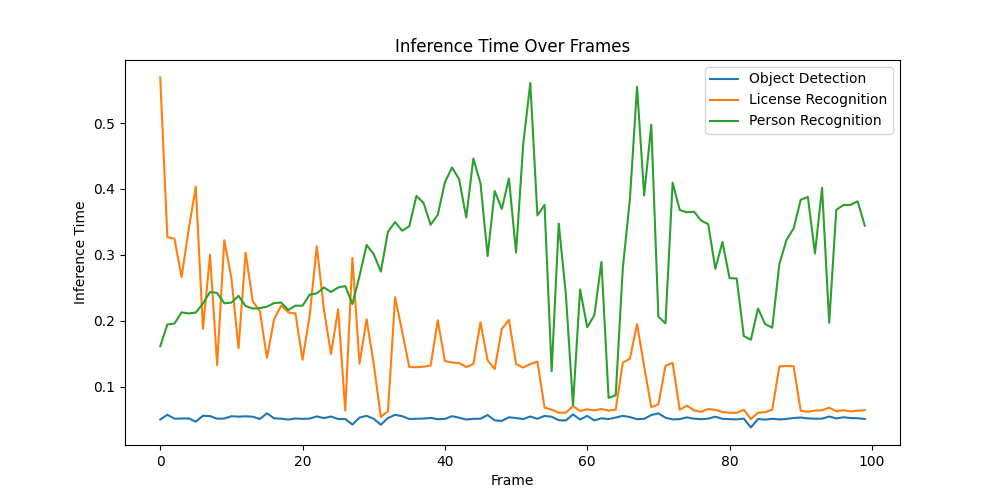 Inference Time Over Frames
Object Detection
License Recognition
Person Recognition
Inference Time
0.5
0.4
0.3
0.2
0.1
0 20 40 60 80 100
Frame